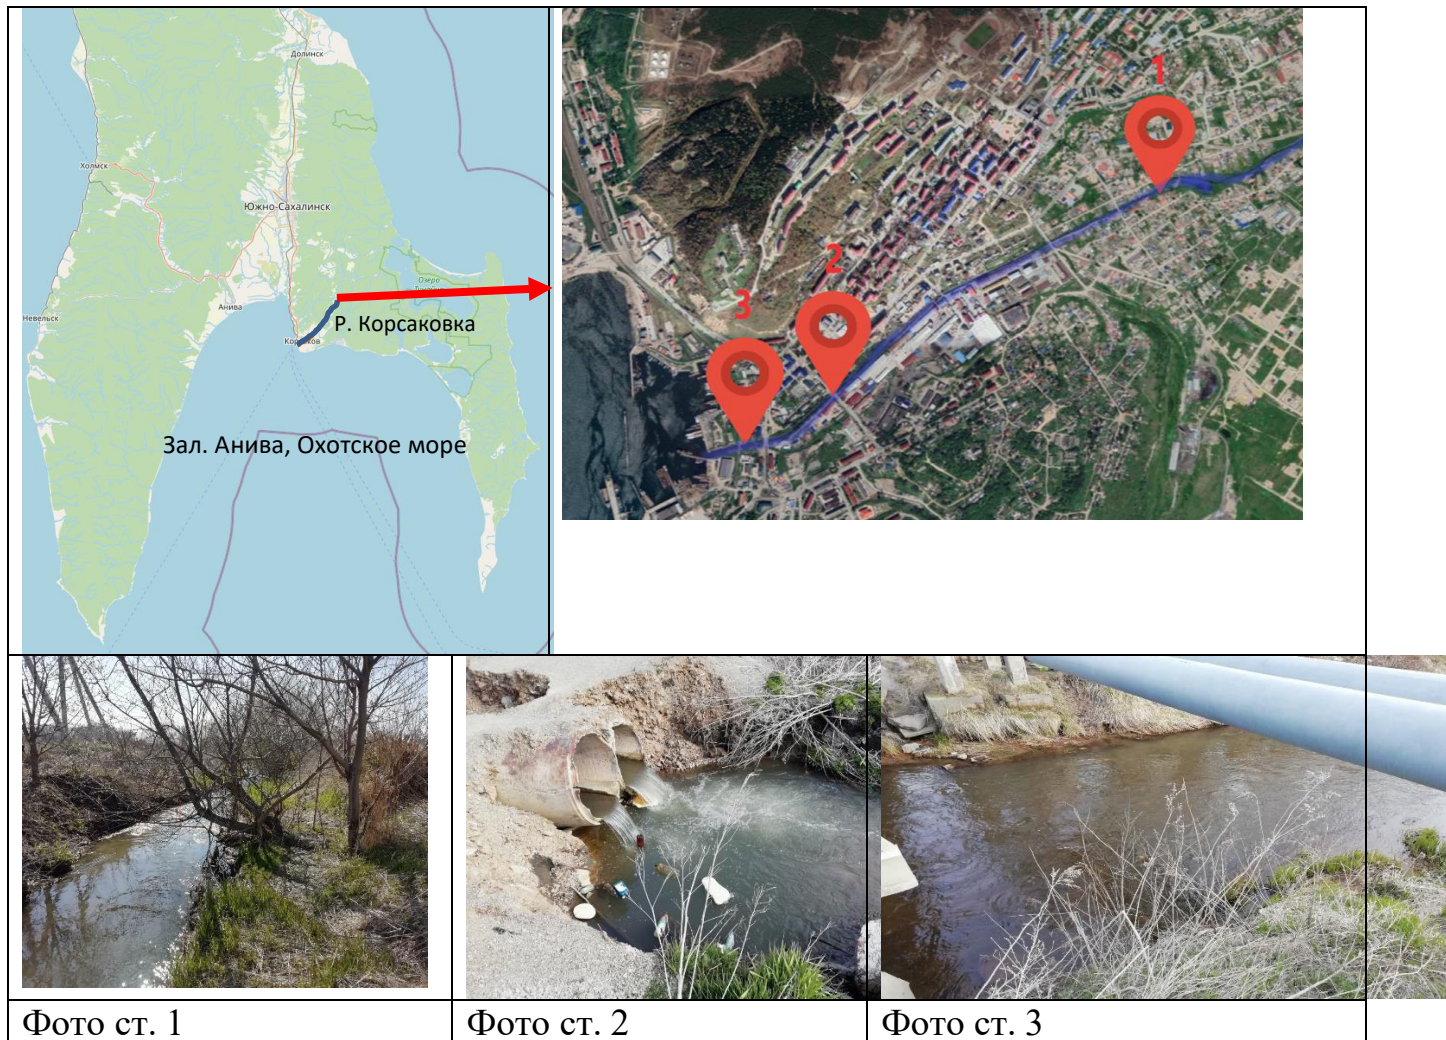 Долинск
Холмск
Южно-Сахалинск
Озеро
Анива
Р. Корсаковка
Невельск
Зал. Анива, Охотское море
1
2
3
Фото ст. 1
Фото ст. 2
Фото ст. 3